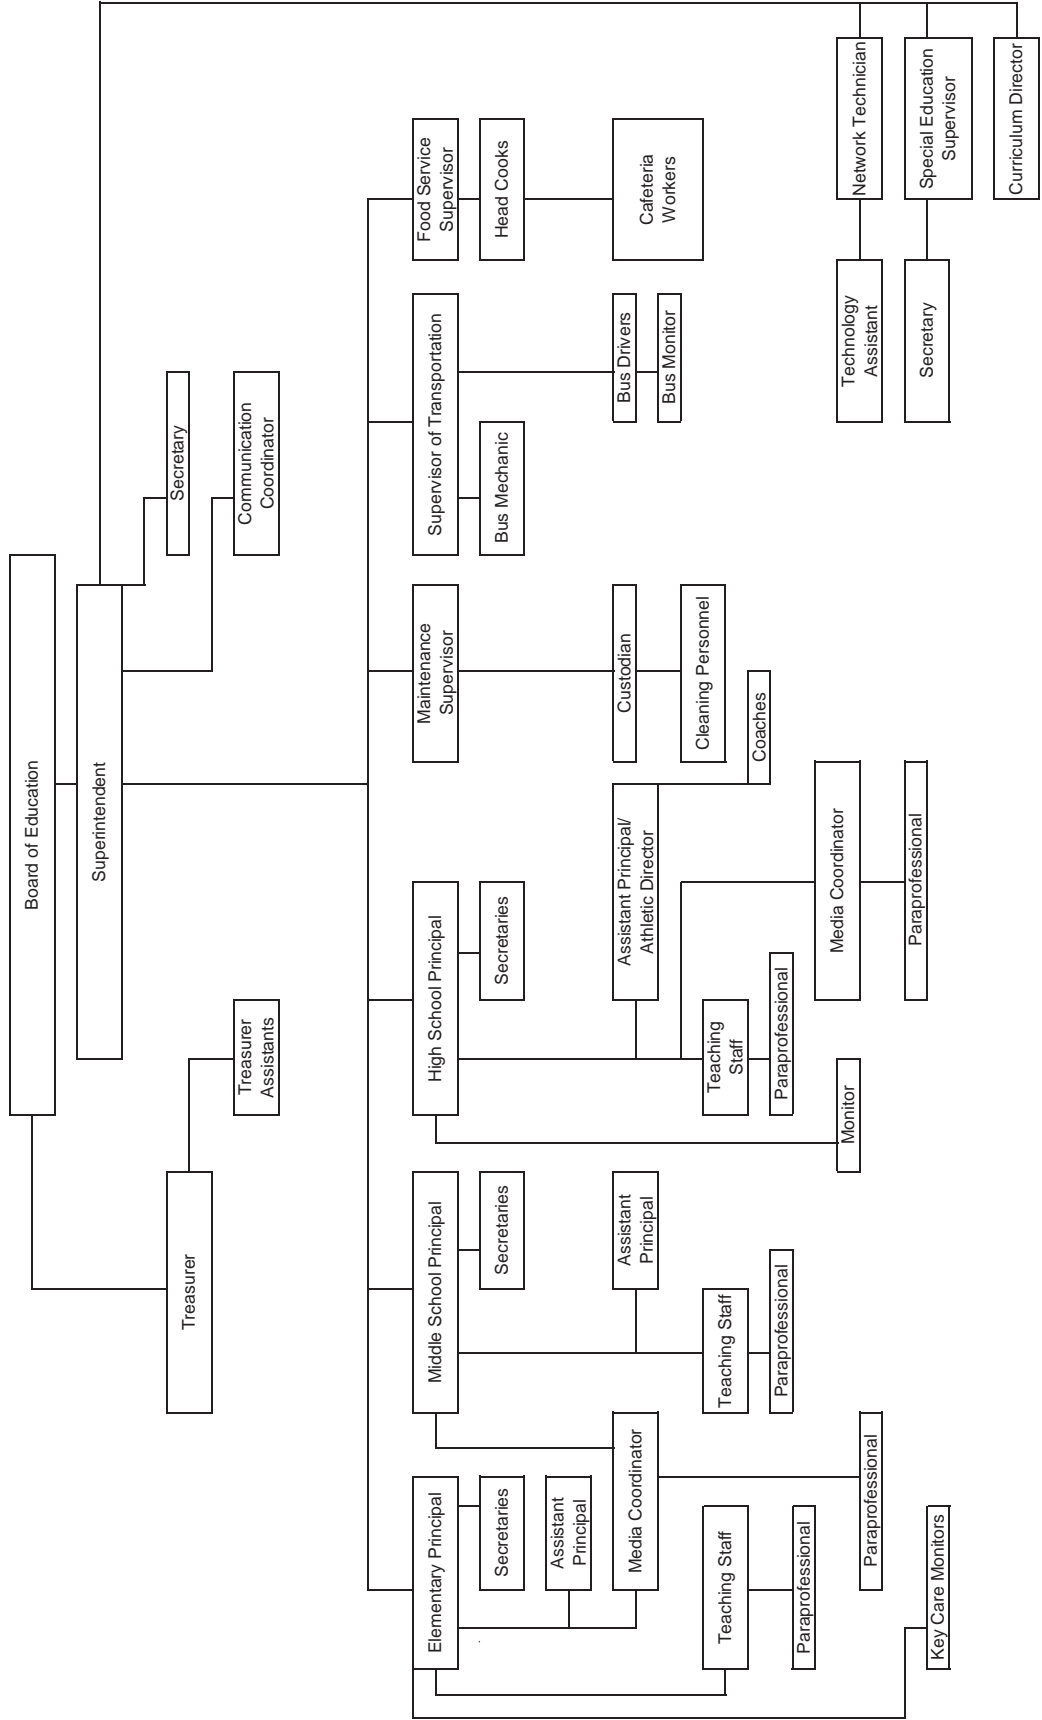 Board of Education
Superintendent
Treasurer
Secretary
Treasurer
Assistants
Communication
Coordinator
Elementary Principal
Middle School Principal
High School Principal
Maintenance
Supervisor
Supervisor of Transportation
Food Service
Supervisor
Secretaries
Secretaries
Secretaries
Bus Mechanic
Head Cooks
Assistant
Principal
Media Coordinator
Assistant
Principal
Assistant Principal/
Athletic Director
Custodian
Bus Drivers
Cafeteria
Workers
Bus Monitor
Cleaning Personnel
Teaching Staff
Teaching Staff
Teaching
Staff
Coaches
Paraprofessional
Paraprofessional
Paraprofessional
Media Coordinator
Monitor
Technology
Assistant
Network Technician
Paraprofessional
Paraprofessional
Secretary
Special Education
Supervisor
Key Care Monitors
Curriculum Director